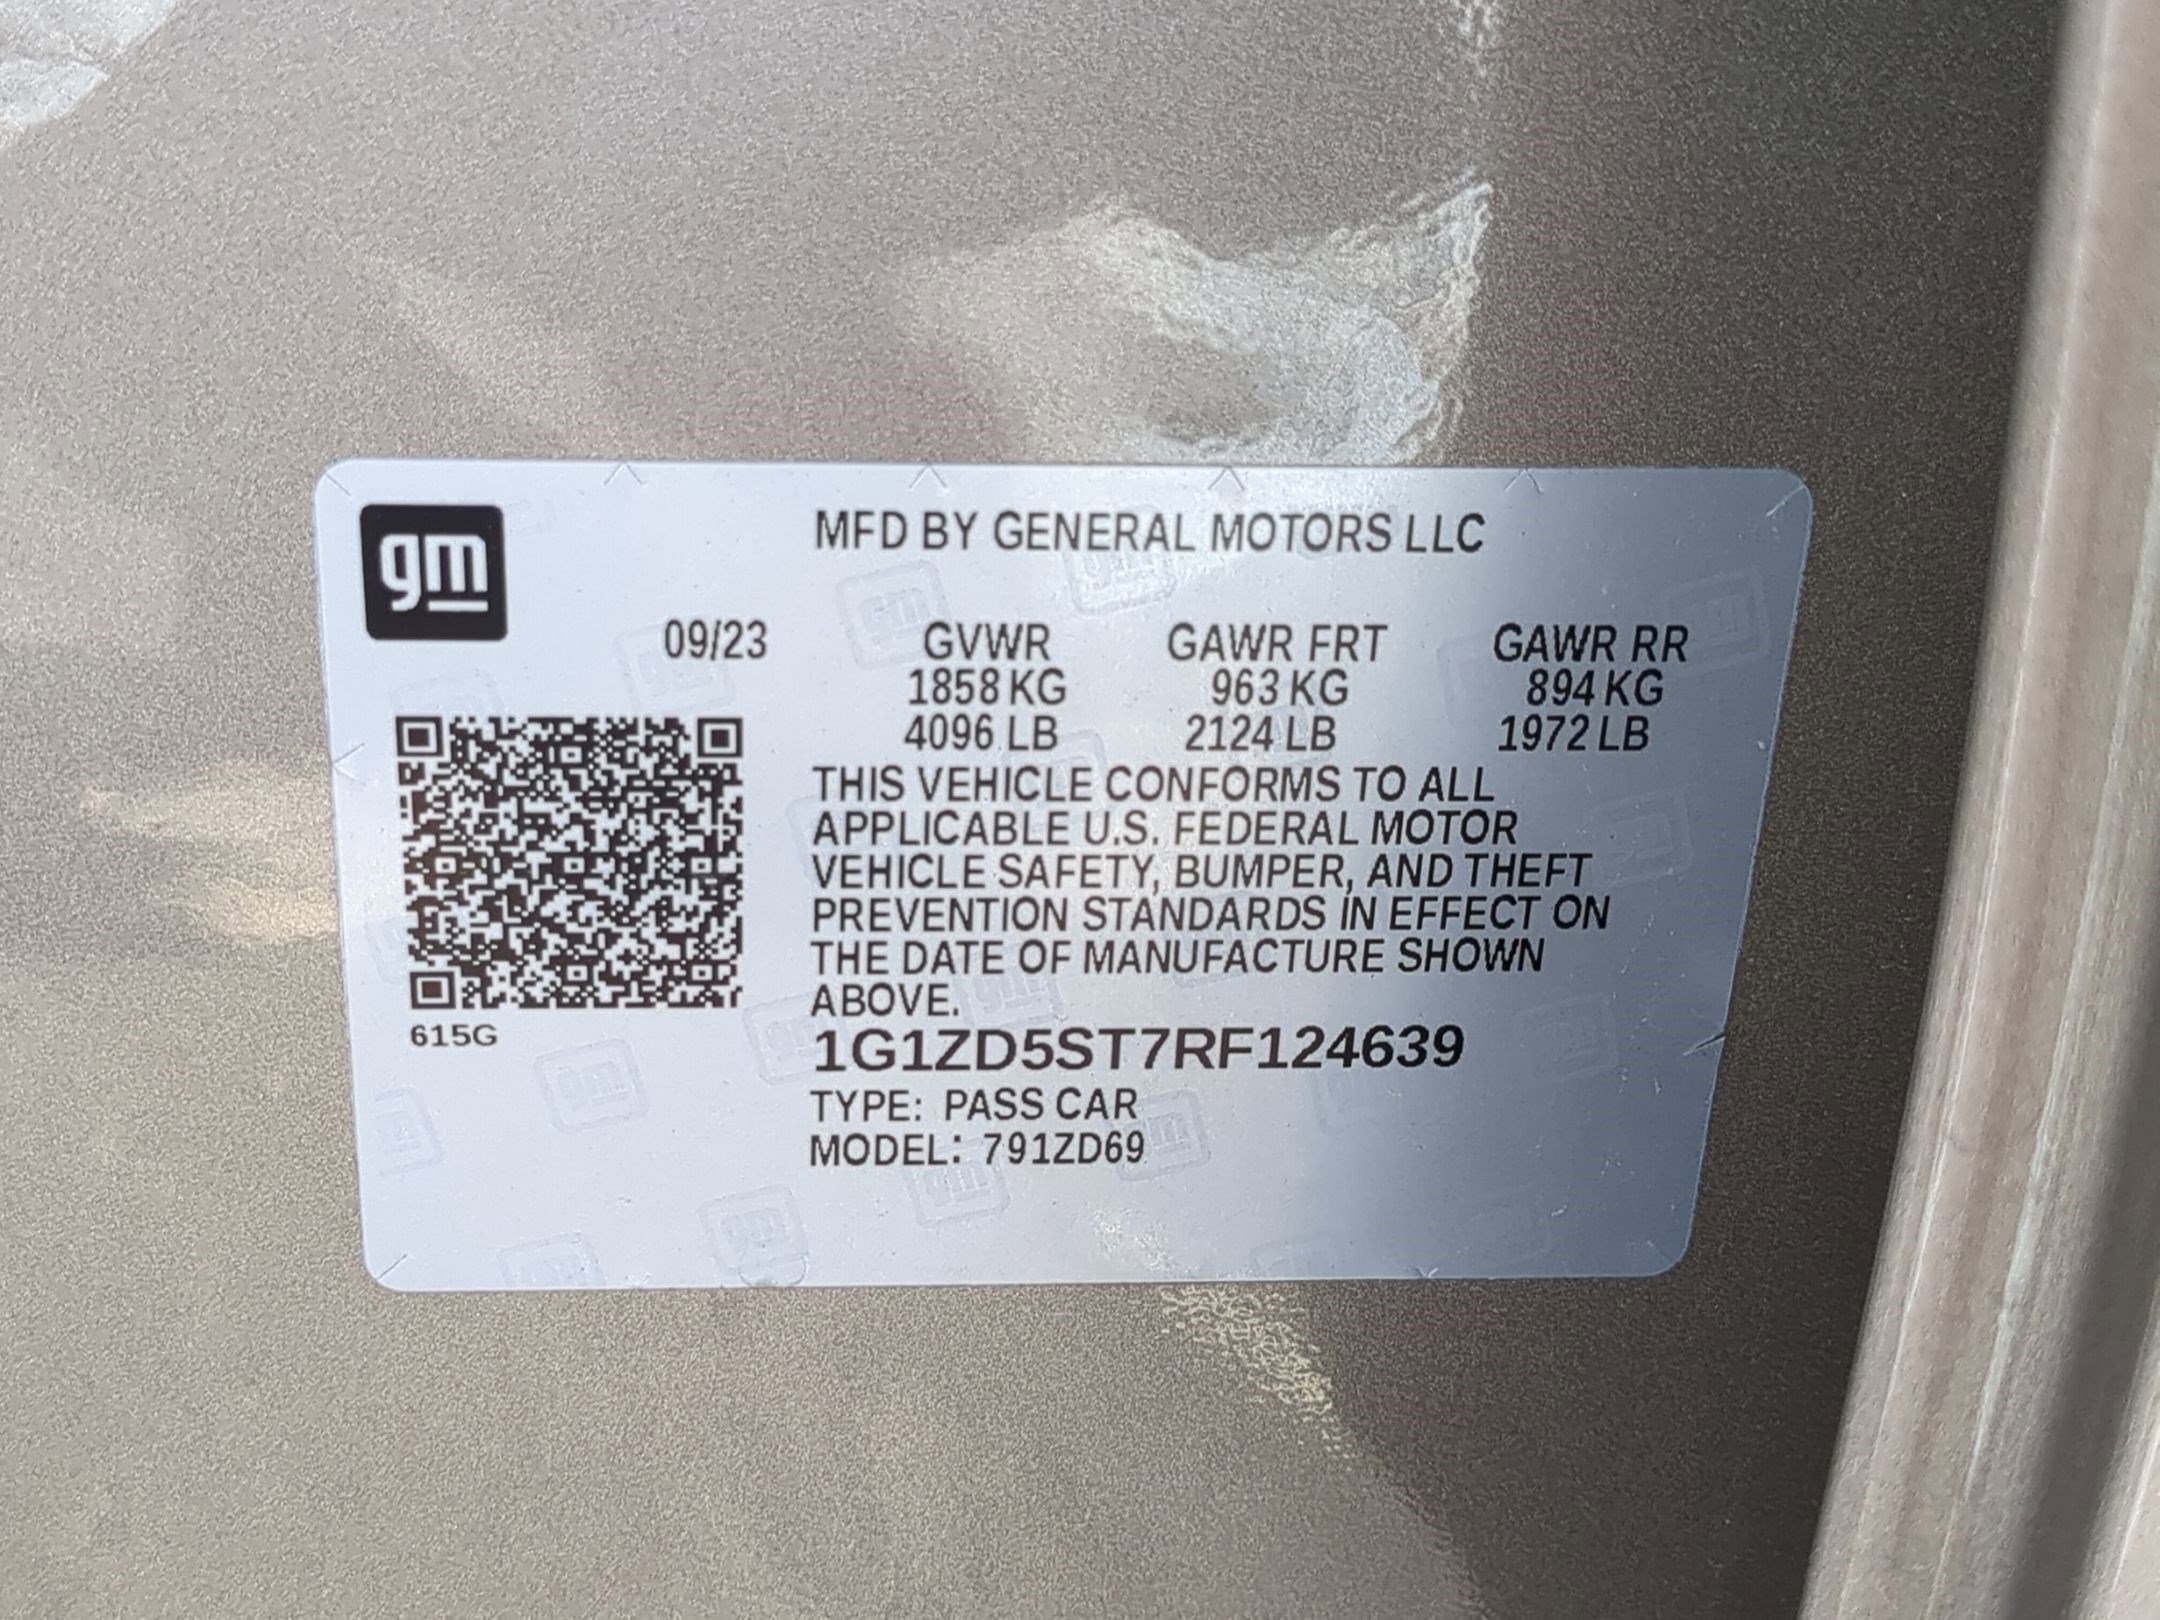 gm
MFD BY GENERAL MOTORS LLC
09/23 GVWR GAWR FRT GAWR RR
1858 KG 963 KG 894 KG
4096 LB 2124 LB 1972 LB
THIS VEHICLE CONFORMS TO ALL
APPLICABLE U.S. FEDERAL MOTOR
VEHICLE SAFETY, BUMPER, AND THEFT
PREVENTION STANDARDS IN EFFECT ON
THE DATE OF MANUFACTURE SHOWN
ABOVE.
615G
1G1ZD5ST7RF124639
TYPE: PASS CAR
MODEL: 791ZD69